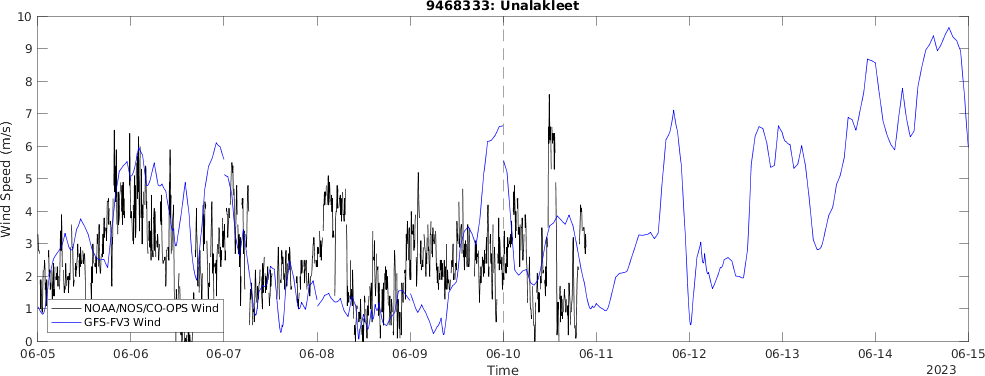 9468333: Unalakleet
10
9
8
7
6
5
4
3
2
1
0
Wind Speed (m/s)
NOAA/NOS/CO-OPS Wind
GFS-FV3 Wind
06-05 06-06 06-07 06-08 06-09 06-10 06-11 06-12 06-13 06-14 06-15
Time
2023